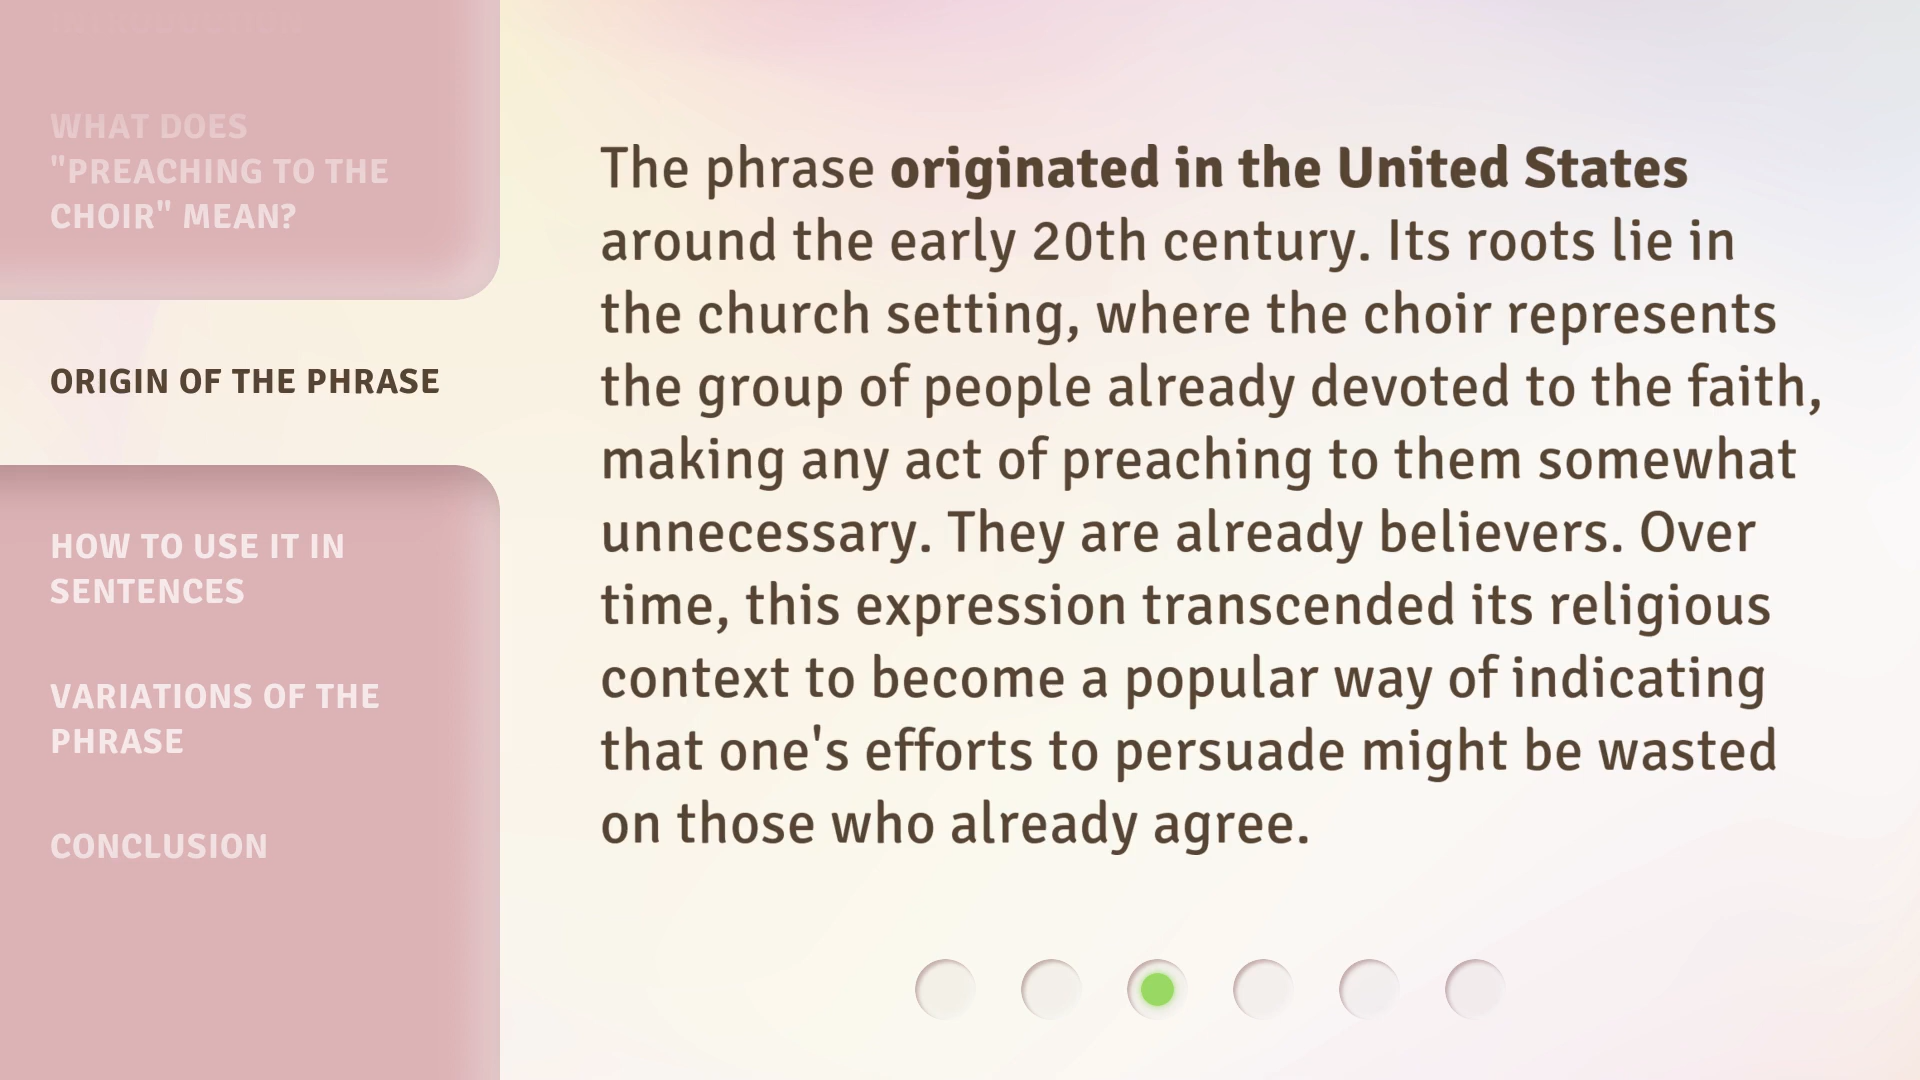 INTRODUCTION
WHAT DOES
"PREACHING TO THE
CHOIR" MEAN?
ORIGIN OF THE PHRASE
HOW TO USE IT IN
SENTENCES
VARIATIONS OF THE
PHRASE
CONCLUSION
The phrase originated in the United States
around the early 20th century. Its roots lie in
the church setting, where the choir represents
the group of people already devoted to the faith,
making any act of preaching to them somewhat
unnecessary. They are already believers. Over
time, this expression transcended its religious
context to become a popular way of indicating
that one's efforts to persuade might be wasted
on those who already agree.